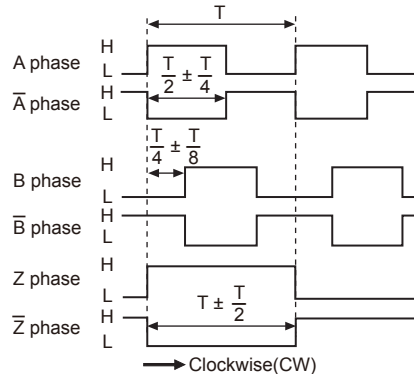 T
A phase H
L
A̅ phase H
L
T/2 ± T/4
T/4 ± T/8
B phase H
L
B̅ phase H
L
Z phase H
L
Z̅ phase H
L
T ± T/2
Clockwise(CW)